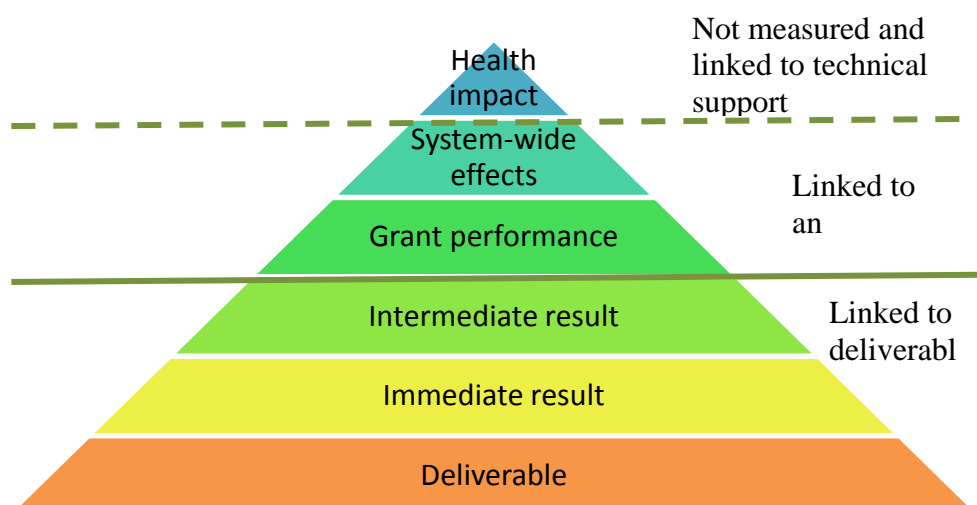 Not measured and
linked to technical
support
Health
impact
System-wide
effects
Linked to
an
Grant performance
Intermediate result
Linked to
deliverabl
Immediate result
Deliverable